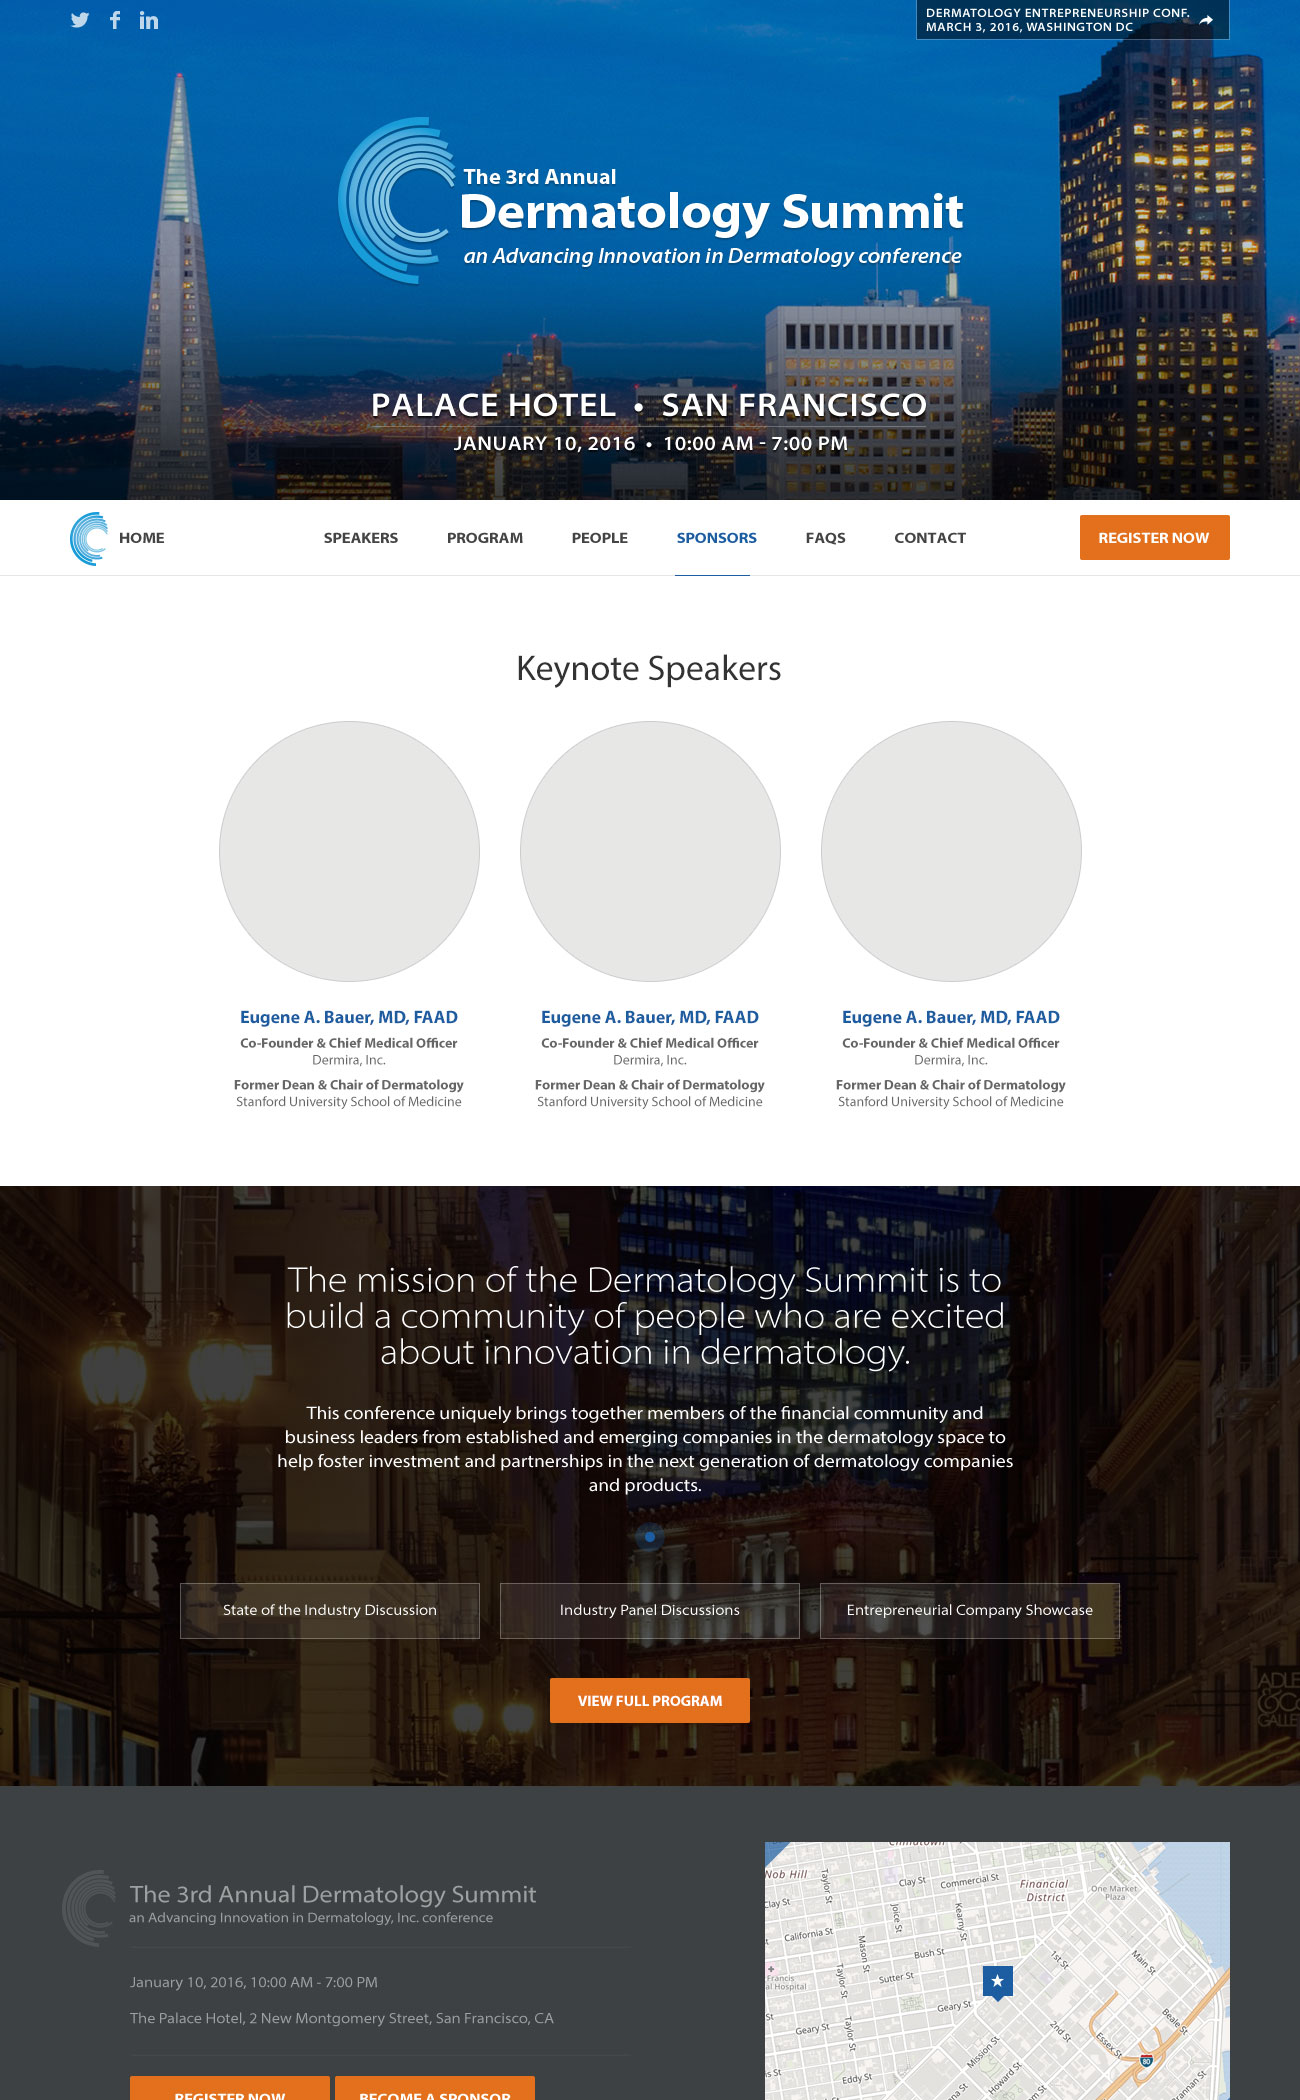 DERMATOLOGY ENTREPRENEURSHIP CONF.
MARCH 3, 2016, WASHINGTON DC
The 3rd Annual
Dermatology Summit
an Advancing Innovation in Dermatology conference
PALACE HOTEL • SAN FRANCISCO
JANUARY 10, 2016 • 10:00 AM - 7:00 PM
HOME SPEAKERS PROGRAM PEOPLE SPONSORS FAQS CONTACT REGISTER NOW
Keynote Speakers
Eugene A. Bauer, MD, FAAD
Co-Founder & Chief Medical Officer
Dermira, Inc.
Former Dean & Chair of Dermatology
Stanford University School of Medicine
Eugene A. Bauer, MD, FAAD
Co-Founder & Chief Medical Officer
Dermira, Inc.
Former Dean & Chair of Dermatology
Stanford University School of Medicine
Eugene A. Bauer, MD, FAAD
Co-Founder & Chief Medical Officer
Dermira, Inc.
Former Dean & Chair of Dermatology
Stanford University School of Medicine
The mission of the Dermatology Summit is to
build a community of people who are excited
about innovation in dermatology.
This conference uniquely brings together members of the financial community and
business leaders from established and emerging companies in the dermatology space to
help foster investment and partnerships in the next generation of dermatology companies
and products.
State of the Industry Discussion
Industry Panel Discussions
Entrepreneurial Company Showcase
VIEW FULL PROGRAM
The 3rd Annual Dermatology Summit
an Advancing Innovation in Dermatology, Inc. conference
January 10, 2016, 10:00 AM - 7:00 PM
The Palace Hotel, 2 New Montgomery Street, San Francisco, CA
REGISTER NOW
BECOME A SPONSOR
Chinatown
Nob Hill
Taylor St
Clay St
Commercial St
Financial
District
One Market
Plaza
Clay St
Joice St
Kearny St
California St
Mason St
Bush St
1st St
Main St
Francis
al Hospital
Taylor St
Sutter St
Geary St
Beale St
Geary St
Taylor St
2nd St
Essex St
Mission St
80
Eddy St
Howard St